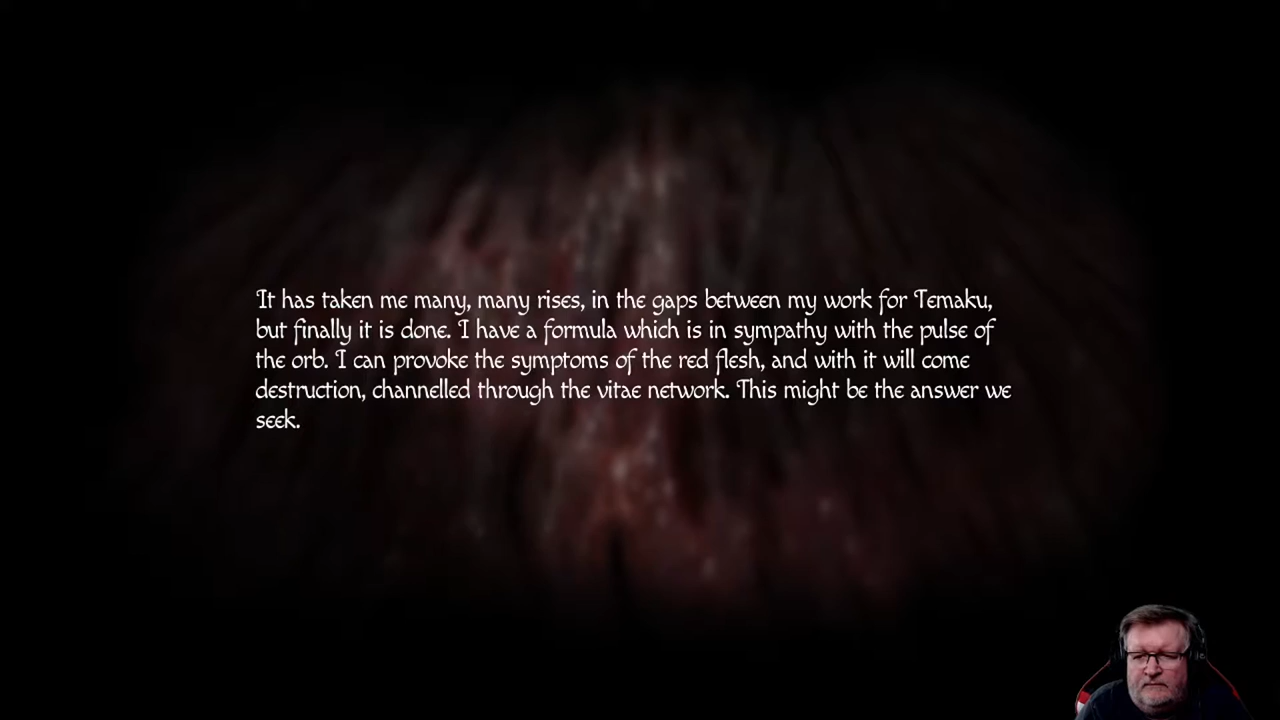 It has taken me many, many rises, in the gaps between my work for Temaku,
but finally it is done. I have a formula which is in sympathy with the pulse of
the orb. I can provoke the symptoms of the red flesh, and with it will come
destruction, channelled through the vitae network. This might be the answer we
seek.